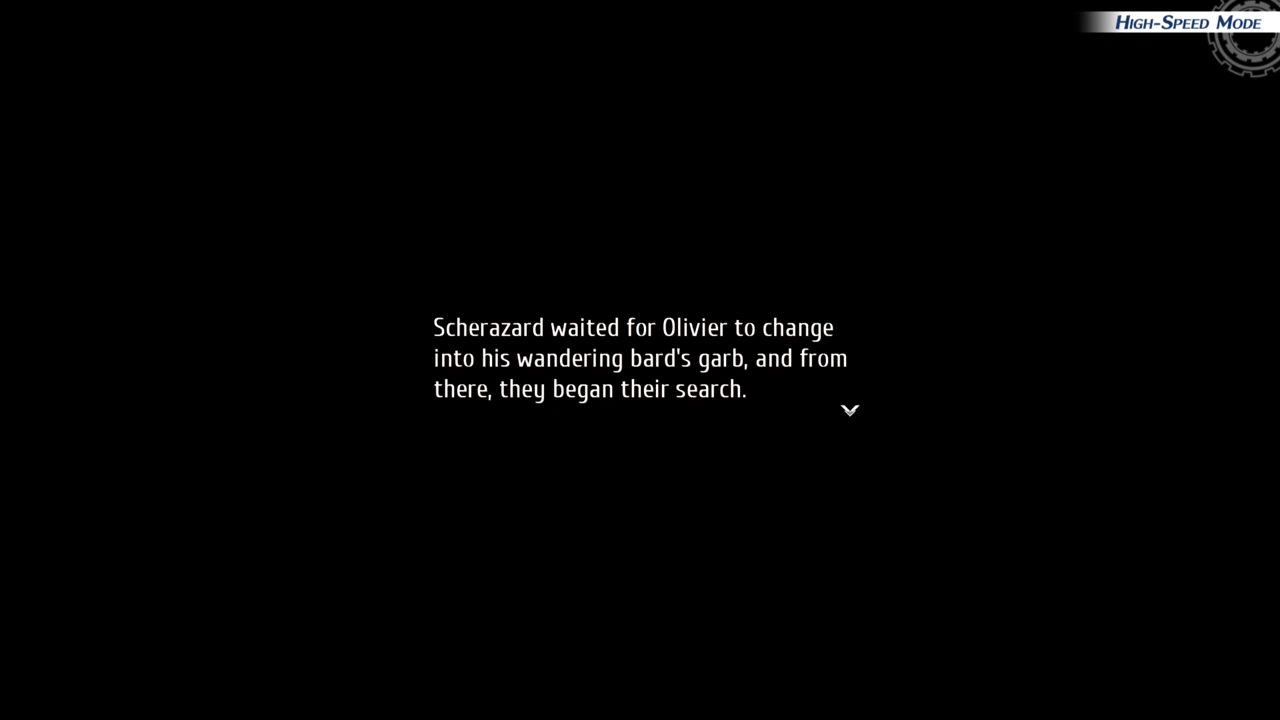 High-Speed Mode
Scherazard waited for Olivier to change
into his wandering bard's garb, and from
there, they began their search.